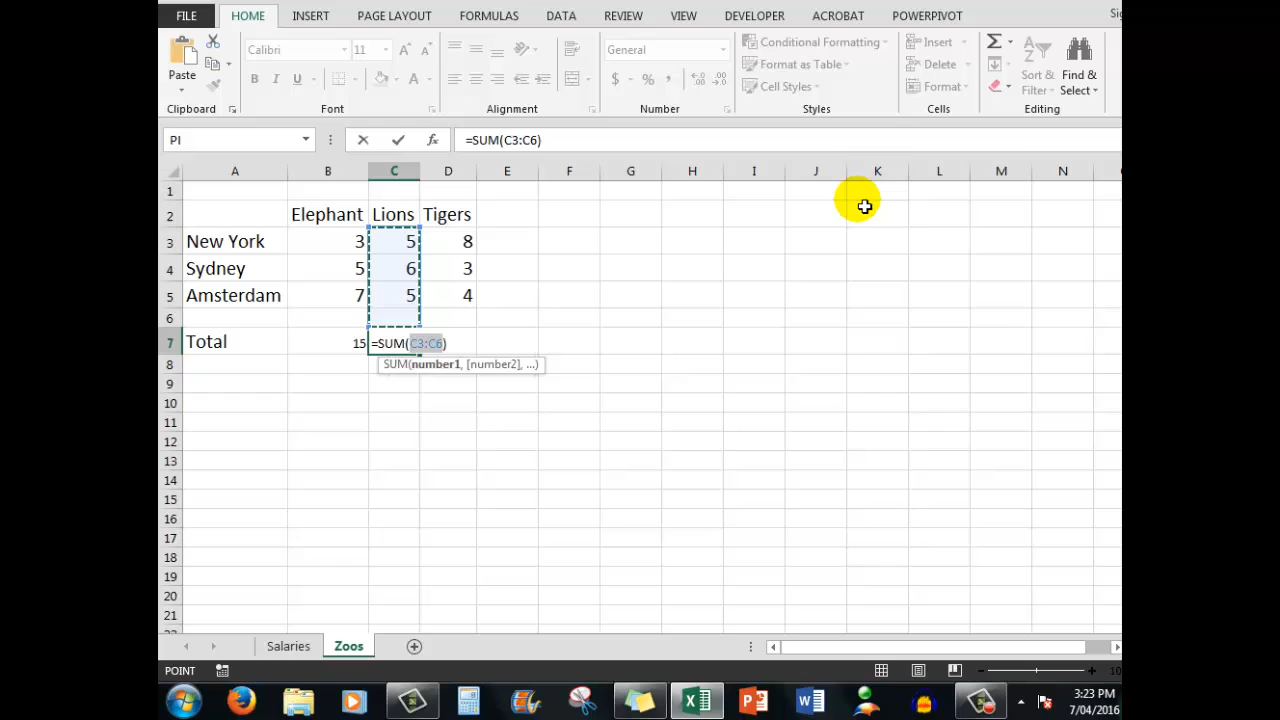 FILE HOME INSERT PAGE LAYOUT FORMULAS DATA REVIEW VIEW DEVELOPER ACROBAT POWERPIVOT
Calibri 11 General Conditional Formatting Insert
Paste B I U $ % , Format as Table Delete Sort & Find &
Cell Styles Format Filter Select
Clipboard Font Alignment Number Styles Cells Editing
PI fx =SUM(C3:C6)
A B C D E F G H I J K L M N
1
2 Elephant Lions Tigers
3 New York 3 5 8
4 Sydney 5 6 3
5 Amsterdam 7 5 4
6
7 Total 15 =SUM(C3:C6)
8 SUM(number1, [number2], ...)
9
10
11
12
13
14
15
16
17
18
19
20
21
Salaries Zoos
POINT
3:23 PM
7/04/2016